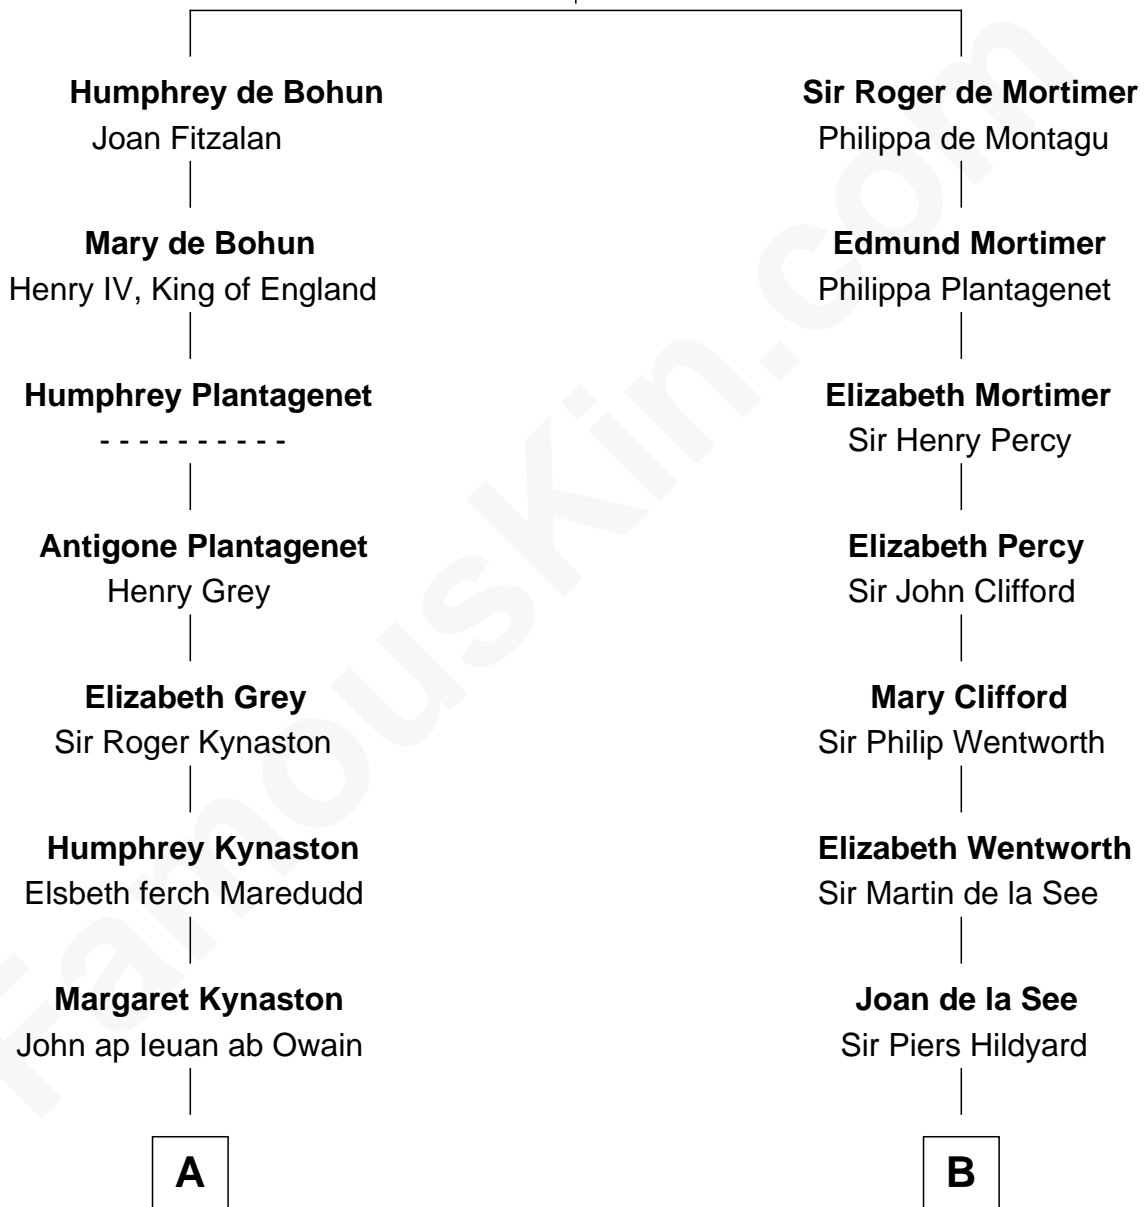 Humphrey de Bohun
Joan Fitzalan
Mary de Bohun
Henry IV, King of England
Humphrey Plantagenet
- - - - - - - - - -
Antigone Plantagenet
Henry Grey
Elizabeth Grey
Sir Roger Kynaston
Humphrey Kynaston
Elsbeth ferch Maredudd
Margaret Kynaston
John ap Ieuan ab Owain
A
Sir Roger de Mortimer
Philippa de Montagu
Edmund Mortimer
Philippa Plantagenet
Elizabeth Mortimer
Sir Henry Percy
Elizabeth Percy
Sir John Clifford
Mary Clifford
Sir Philip Wentworth
Elizabeth Wentworth
Sir Martin de la See
Joan de la See
Sir Piers Hildyard
B
FamousKin.com